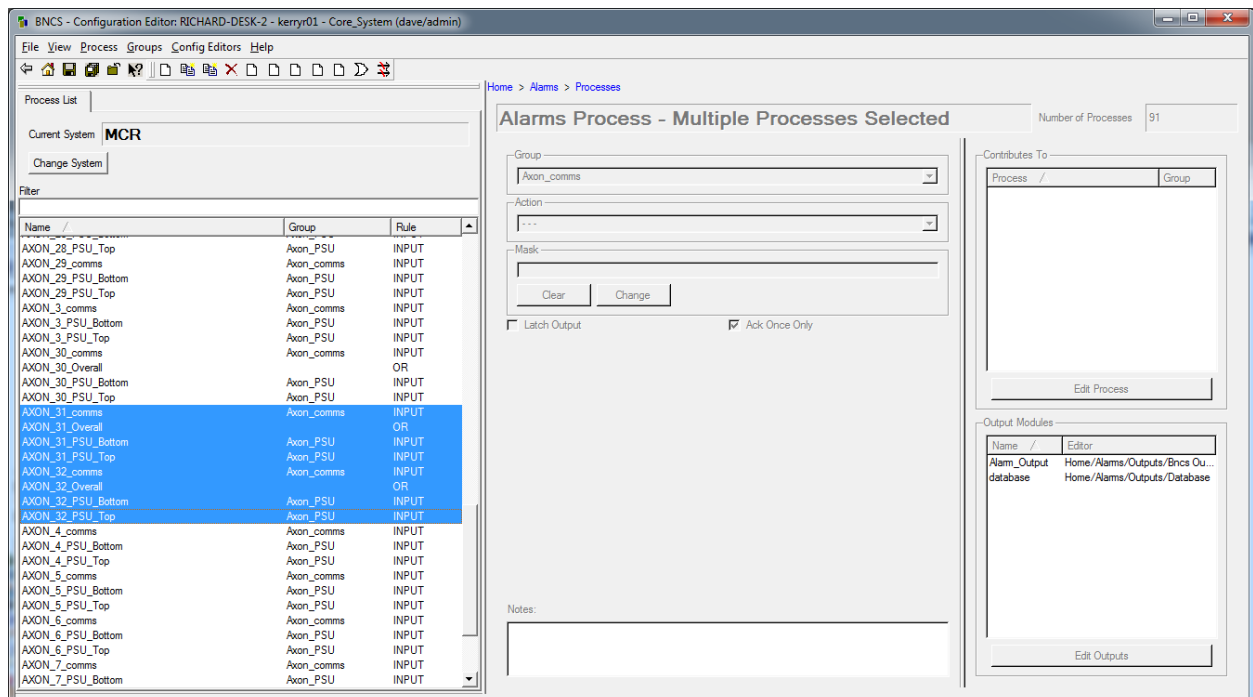 BNCS - Configuration Editor: RICHARD-DESK-2 - kerryr01 - Core_System (dave/admin)
File View Process Groups Config Editors Help
Process List
Current System MCR
Change System
Filter
Name Group Rule
AXON_28_PSU_Top Axon_PSU INPUT
AXON_29_comms Axon_comms INPUT
AXON_29_PSU_Bottom Axon_PSU INPUT
AXON_29_PSU_Top Axon_PSU INPUT
AXON_3_comms Axon_comms INPUT
AXON_3_PSU_Bottom Axon_PSU INPUT
AXON_3_PSU_Top Axon_PSU INPUT
AXON_30_comms Axon_comms INPUT
AXON_30_Overall OR
AXON_30_PSU_Bottom Axon_PSU INPUT
AXON_30_PSU_Top Axon_PSU INPUT
AXON_31_comms Axon_comms INPUT
AXON_31_Overall OR
AXON_31_PSU_Bottom Axon_PSU INPUT
AXON_31_PSU_Top Axon_PSU INPUT
AXON_32_comms Axon_comms INPUT
AXON_32_Overall OR
AXON_32_PSU_Bottom Axon_PSU INPUT
AXON_32_PSU_Top Axon_PSU INPUT
AXON_4_comms Axon_comms INPUT
AXON_4_PSU_Bottom Axon_PSU INPUT
AXON_4_PSU_Top Axon_PSU INPUT
AXON_5_comms Axon_comms INPUT
AXON_5_PSU_Bottom Axon_PSU INPUT
AXON_5_PSU_Top Axon_PSU INPUT
AXON_6_comms Axon_comms INPUT
AXON_6_PSU_Bottom Axon_PSU INPUT
AXON_6_PSU_Top Axon_PSU INPUT
AXON_7_comms Axon_comms INPUT
AXON_7_PSU_Bottom Axon_PSU INPUT
Home > Alarms > Processes
Alarms Process - Multiple Processes Selected
Number of Processes 91
Group
Axon_comms
Action
- - -
Mask
Clear Change
Latch Output Ack Once Only
Notes:
Contributes To
Process Group
Edit Process
Output Modules
Name Editor
Alarm_Output Home/Alarms/Outputs/Bncs Ou...
database Home/Alarms/Outputs/Database
Edit Outputs